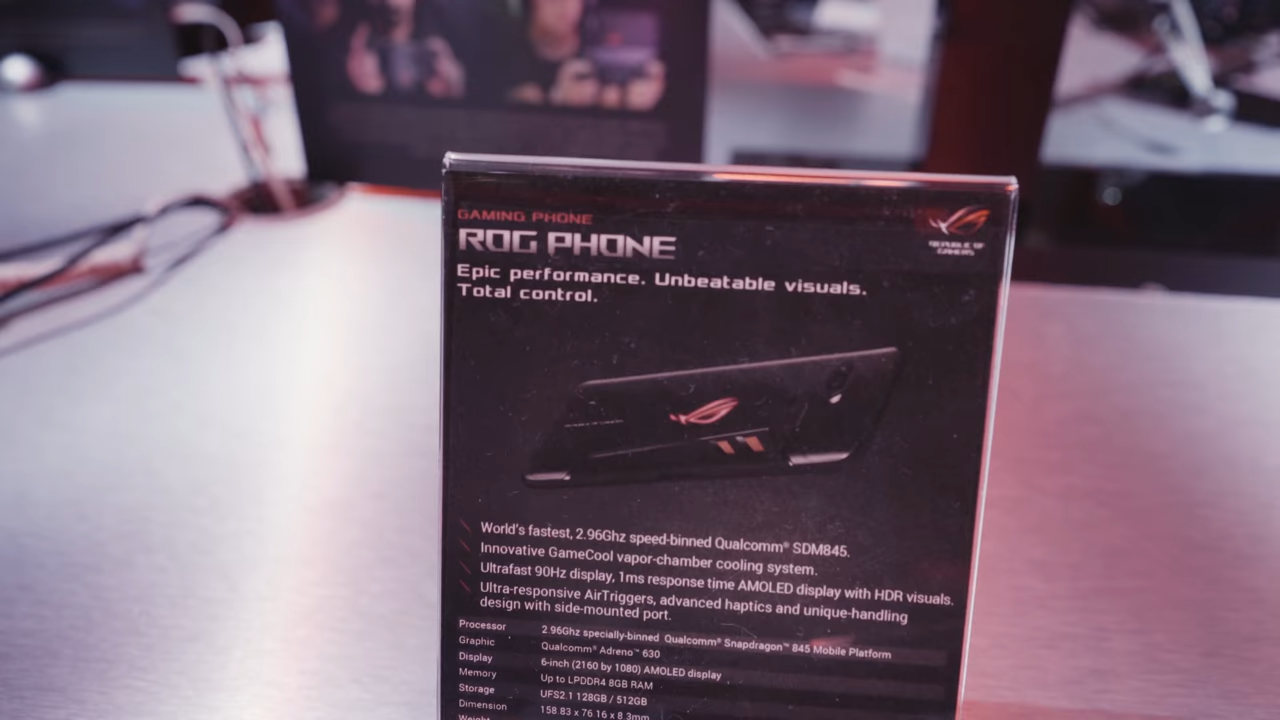 GAMING PHONE
ROG PHONE
REPUBLIC OF
GAMERS
Epic performance. Unbeatable visuals.
Total control.
World's fastest, 2.96Ghz speed-binned Qualcomm® SDM845.
Innovative GameCool vapor-chamber cooling system.
Ultrafast 90Hz display, 1ms response time AMOLED display with HDR visuals.
Ultra-responsive AirTriggers, advanced haptics and unique-handling
design with side-mounted port.
Processor 2.96Ghz specially-binned Qualcomm® Snapdragon™ 845 Mobile Platform
Graphic Qualcomm® Adreno™ 630
Display 6-inch (2160 by 1080) AMOLED display
Memory Up to LPDDR4 8GB RAM
Storage UFS2.1 128GB / 512GB
Dimension 158.83 x 76 16 x 8.3mm
Weight